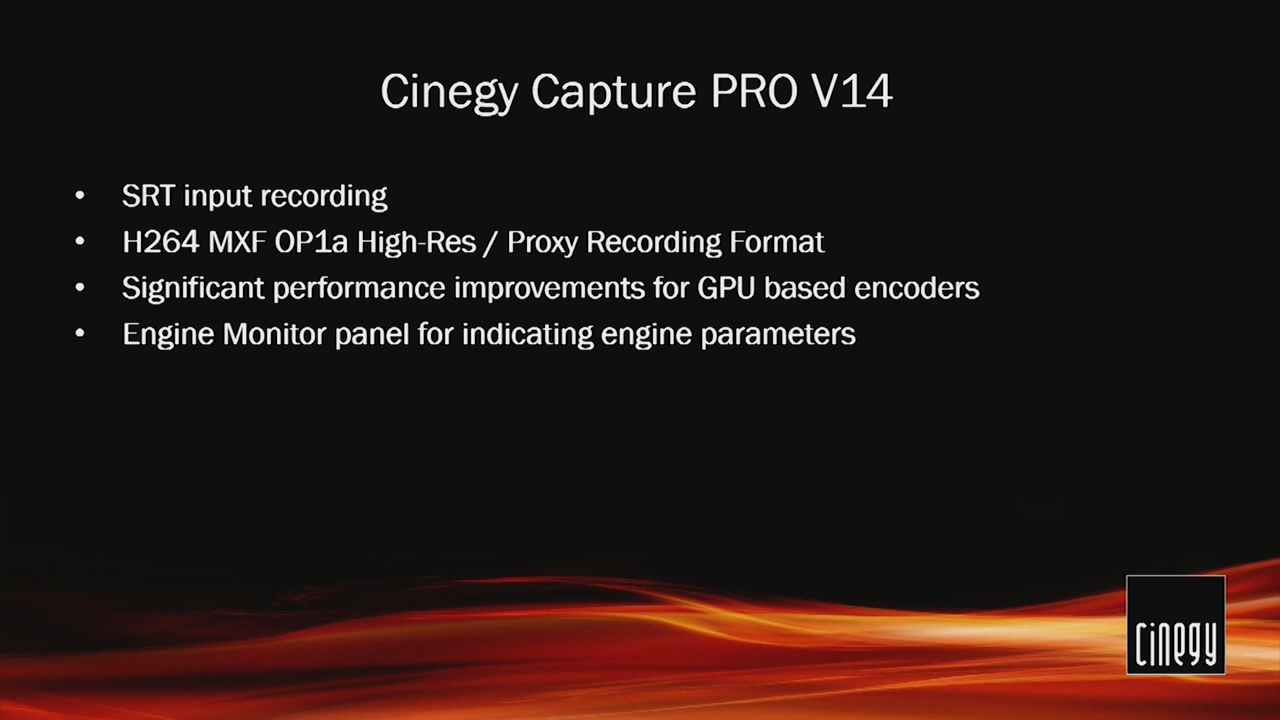 Cinegy Capture PRO V14
• SRT input recording
• H264 MXF OP1a High-Res / Proxy Recording Format
• Significant performance improvements for GPU based encoders
• Engine Monitor panel for indicating engine parameters
cinegy